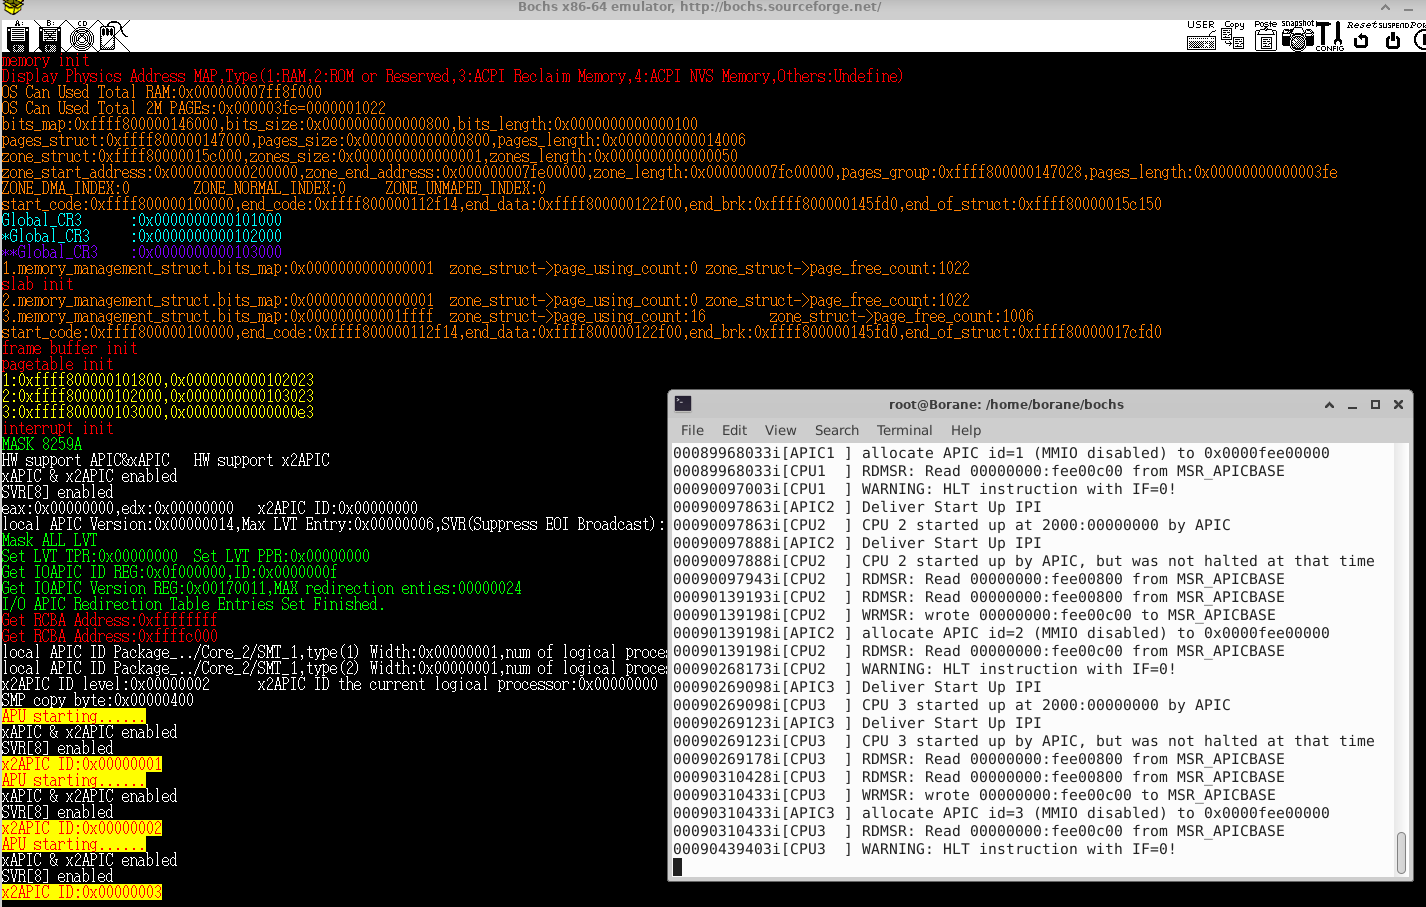 Bochs x86-64 emulator, http://bochs.sourceforge.net/
A: B: CD
USER Copy Paste snapshot CONFIG Reset SUSPEND
memory init
Display Physics Address MAP,Type(1:RAM,2:ROM or Reserved,3:ACPI Reclaim Memory,4:ACPI NVS Memory,Others:Undefine)
OS Can Used Total RAM:0x000000007ff8f000
OS Can Used Total 2M PAGEs:0x000003fe=0000001022
bits_map:0xffff800000146000,bits_size:0x0000000000000800,bits_length:0x0000000000000100
pages_struct:0xffff800000147000,pages_size:0x0000000000000800,pages_length:0x0000000000014006
zone_struct:0xffff80000015c000,zones_size:0x0000000000000001,zones_length:0x0000000000000050
zone_start_address:0x0000000000200000,zone_end_address:0x000000007fe00000,zone_length:0x000000007fc00000,pages_group:0xffff800000147028,pages_length:0x00000000000003fe
ZONE_DMA_INDEX:0 ZONE_NORMAL_INDEX:0 ZONE_UNMAPED_INDEX:0
start_code:0xffff800000100000,end_code:0xffff800000112f14,end_data:0xffff800000122f00,end_brk:0xffff800000145fd0,end_of_struct:0xffff80000015c150
Global_CR3 :0x0000000000101000
*Global_CR3 :0x0000000000102000
**Global_CR3 :0x0000000000103000
1.memory_management_struct.bits_map:0x0000000000000001 zone_struct->page_using_count:0 zone_struct->page_free_count:1022
slab init
2.memory_management_struct.bits_map:0x0000000000000001 zone_struct->page_using_count:0 zone_struct->page_free_count:1022
3.memory_management_struct.bits_map:0x000000000001ffff zone_struct->page_using_count:16 zone_struct->page_free_count:1006
start_code:0xffff800000100000,end_code:0xffff800000112f14,end_data:0xffff800000122f00,end_brk:0xffff800000145fd0,end_of_struct:0xffff80000017cfd0
frame buffer init
pagetable init
1:0xffff800000101800,0x0000000000102023
2:0xffff800000102000,0x0000000000103023
3:0xffff800000103000,0x00000000000000e3
interrupt init
MASK 8259A
HW support APIC&xAPIC HW support x2APIC
xAPIC & x2APIC enabled
SVR[8] enabled
eax:0x00000000,edx:0x00000000 x2APIC ID:0x00000000
local APIC Version:0x00000014,Max LVT Entry:0x00000006,SVR(Suppress EOI Broadcast):
Mask ALL LVT
Set LVT TPR:0x00000000 Set LVT PPR:0x00000000
Get IOAPIC ID REG:0x0f000000,ID:0x0000000f
Get IOAPIC Version REG:0x00170011,MAX redirection enties:00000024
I/O APIC Redirection Table Entries Set Finished.
Get RCBA Address:0xffffffff
Get RCBA Address:0xffffc000
local APIC ID Package_../Core_2/SMT_1,type(1) Width:0x00000001,num of logical proce
local APIC ID Package_../Core_2/SMT_1,type(2) Width:0x00000001,num of logical proce
x2APIC ID level:0x00000002 x2APIC ID the current logical processor:0x00000000
SMP copy byte:0x00000400
APU starting......
xAPIC & x2APIC enabled
SVR[8] enabled
x2APIC ID:0x00000001
APU starting......
xAPIC & x2APIC enabled
SVR[8] enabled
x2APIC ID:0x00000002
APU starting......
xAPIC & x2APIC enabled
SVR[8] enabled
x2APIC ID:0x00000003
root@Borane: /home/borane/bochs
File Edit View Search Terminal Help
00089968033i[APIC1 ] allocate APIC id=1 (MMIO disabled) to 0x0000fee00000
00089968033i[CPU1 ] RDMSR: Read 00000000:fee00c00 from MSR_APICBASE
00090097003i[CPU1 ] WARNING: HLT instruction with IF=0!
00090097863i[APIC2 ] Deliver Start Up IPI
00090097863i[CPU2 ] CPU 2 started up at 2000:00000000 by APIC
00090097888i[APIC2 ] Deliver Start Up IPI
00090097888i[CPU2 ] CPU 2 started up by APIC, but was not halted at that time
00090097943i[CPU2 ] RDMSR: Read 00000000:fee00800 from MSR_APICBASE
00090139193i[CPU2 ] RDMSR: Read 00000000:fee00800 from MSR_APICBASE
00090139198i[CPU2 ] WRMSR: wrote 00000000:fee00c00 to MSR_APICBASE
00090139198i[APIC2 ] allocate APIC id=2 (MMIO disabled) to 0x0000fee00000
00090139198i[CPU2 ] RDMSR: Read 00000000:fee00c00 from MSR_APICBASE
00090268173i[CPU2 ] WARNING: HLT instruction with IF=0!
00090269098i[APIC3 ] Deliver Start Up IPI
00090269098i[CPU3 ] CPU 3 started up at 2000:00000000 by APIC
00090269123i[APIC3 ] Deliver Start Up IPI
00090269123i[CPU3 ] CPU 3 started up by APIC, but was not halted at that time
00090269178i[CPU3 ] RDMSR: Read 00000000:fee00800 from MSR_APICBASE
00090310428i[CPU3 ] RDMSR: Read 00000000:fee00800 from MSR_APICBASE
00090310433i[CPU3 ] WRMSR: wrote 00000000:fee00c00 to MSR_APICBASE
00090310433i[APIC3 ] allocate APIC id=3 (MMIO disabled) to 0x0000fee00000
00090310433i[CPU3 ] RDMSR: Read 00000000:fee00c00 from MSR_APICBASE
00090439403i[CPU3 ] WARNING: HLT instruction with IF=0!